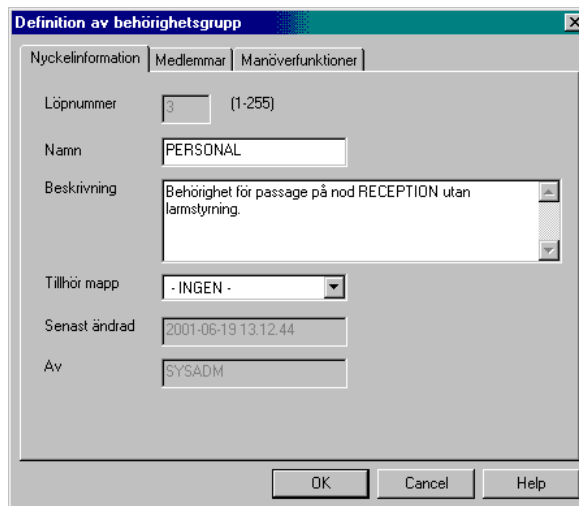 Definition av behörighetsgrupp
Nyckelinformation Medlemmar Manöverfunktioner
Löpnummer 3 (1-255)
Namn PERSONAL
Beskrivning Behörighet för passage på nod RECEPTION utan
larmstyrning.
Tillhör mapp - INGEN -
Senast ändrad 2001-06-19 13.12.44
Av SYSADM
OK Cancel Help